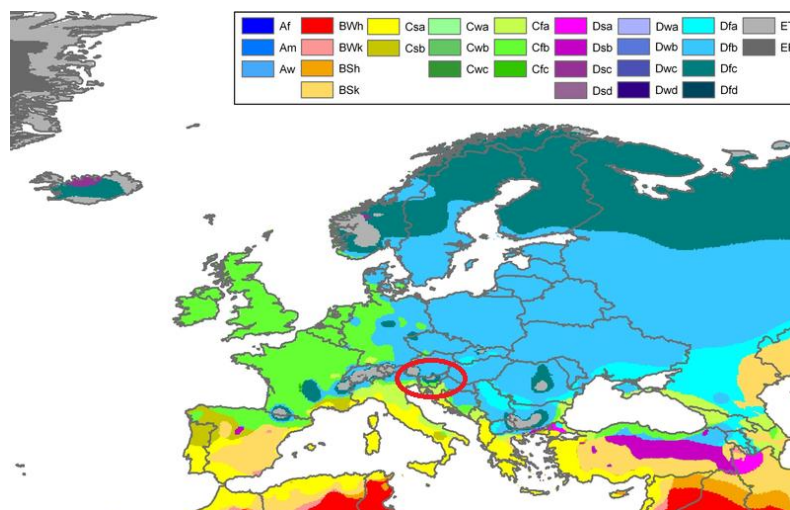 Af BWh Csa Cwa Cfa Dsa Dwa Dfa ET
Am BWk Csb Cwb Cfb Dsb Dwb Dfb
Aw BSh Cwc Cfc Dsc Dwc Dfc
BSk Dsd Dwd Dfd